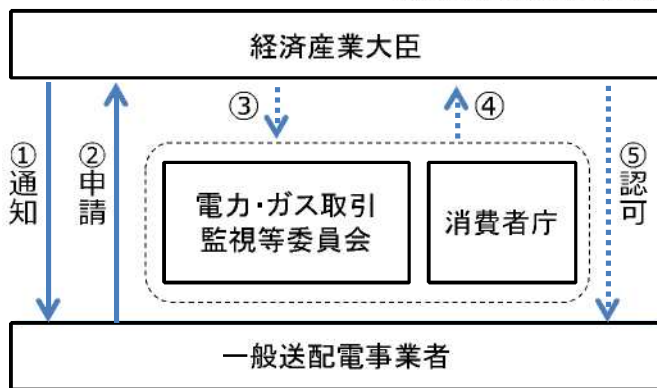 経済産業大臣
①通知
②申請
③
④
⑤認可
電力・ガス取引
監視等委員会
消費者庁
一般送配電事業者